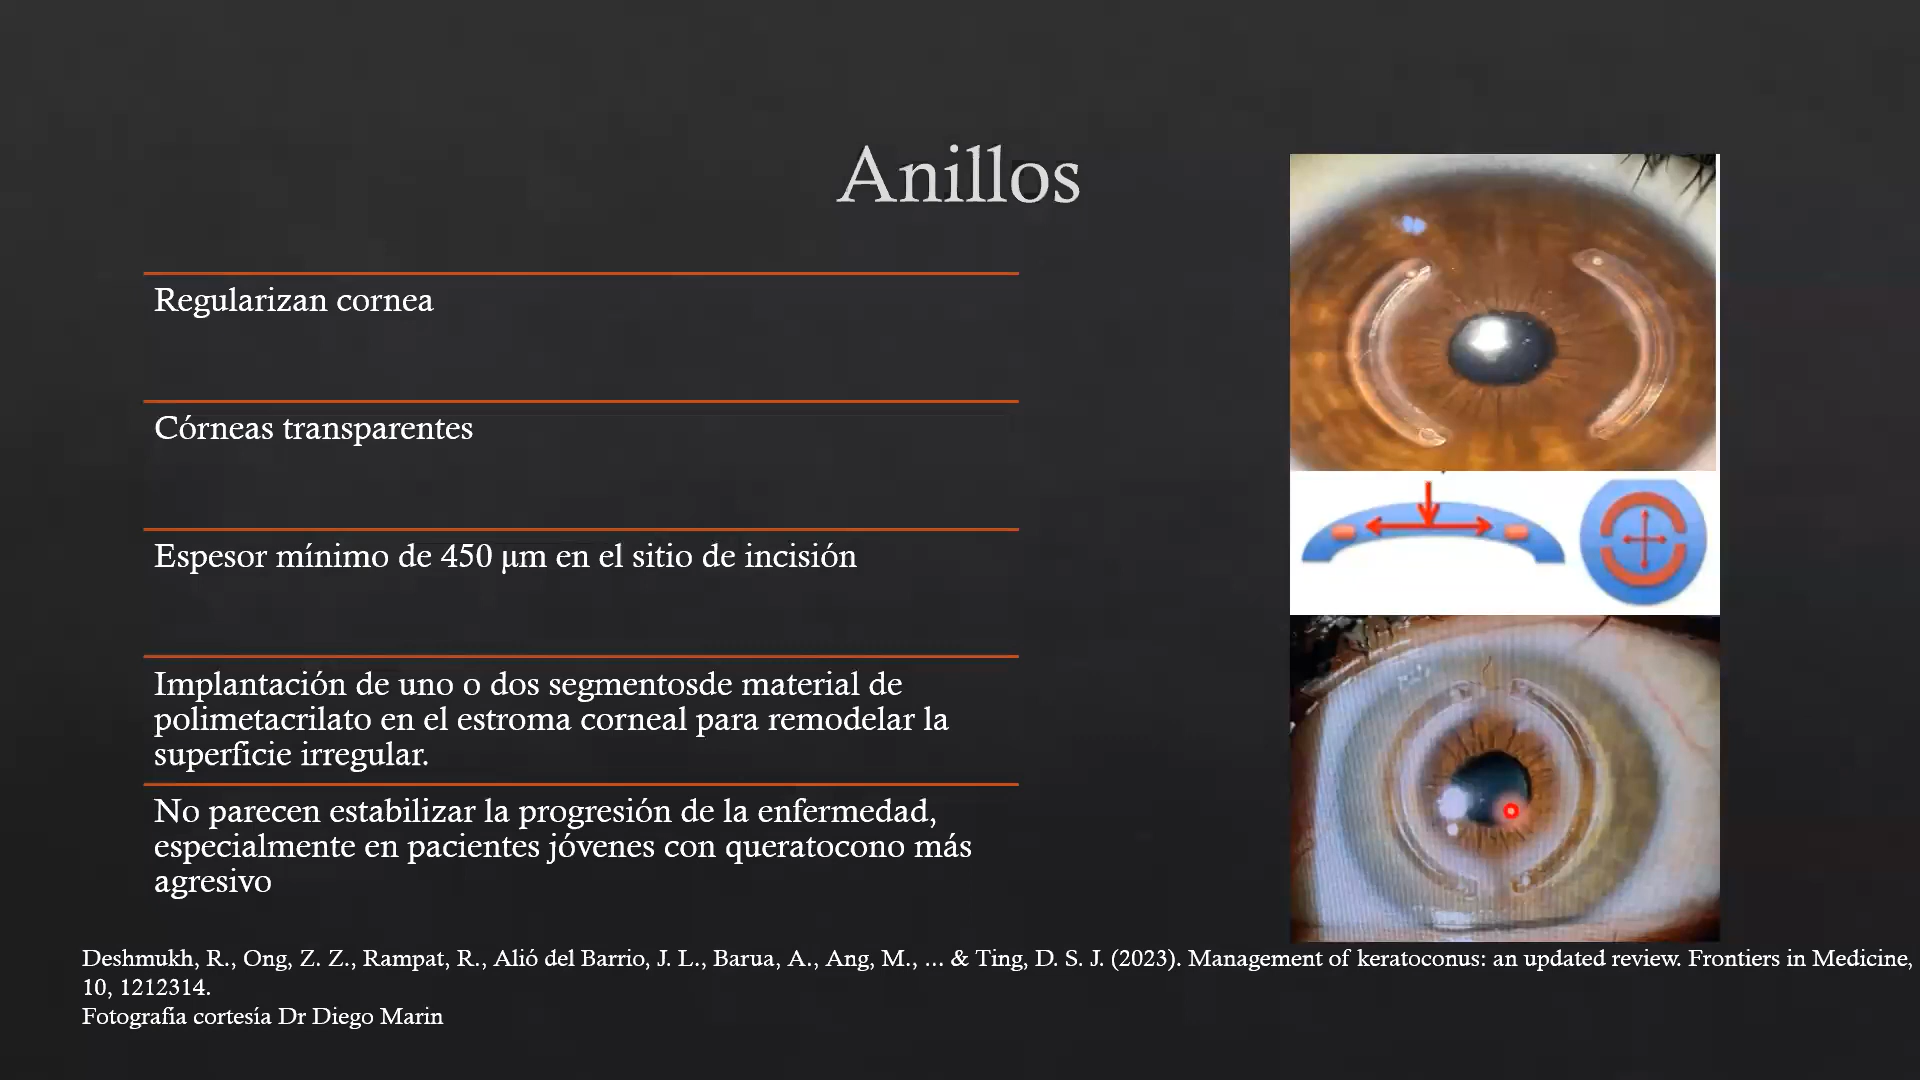 Anillos
Regularizan cornea
Córneas transparentes
Espesor mínimo de 450 µm en el sitio de incisión
Implantación de uno o dos segmentosde material de
polimetacrilato en el estroma corneal para remodelar la
superficie irregular.
No parecen estabilizar la progresión de la enfermedad,
especialmente en pacientes jóvenes con queratocono más
agresivo
Deshmukh, R., Ong, Z. Z., Rampat, R., Alió del Barrio, J. L., Barua, A., Ang, M., ... & Ting, D. S. J. (2023). Management of keratoconus: an updated review. Frontiers in Medicine,
10, 1212314.
Fotografía cortesía Dr Diego Marin